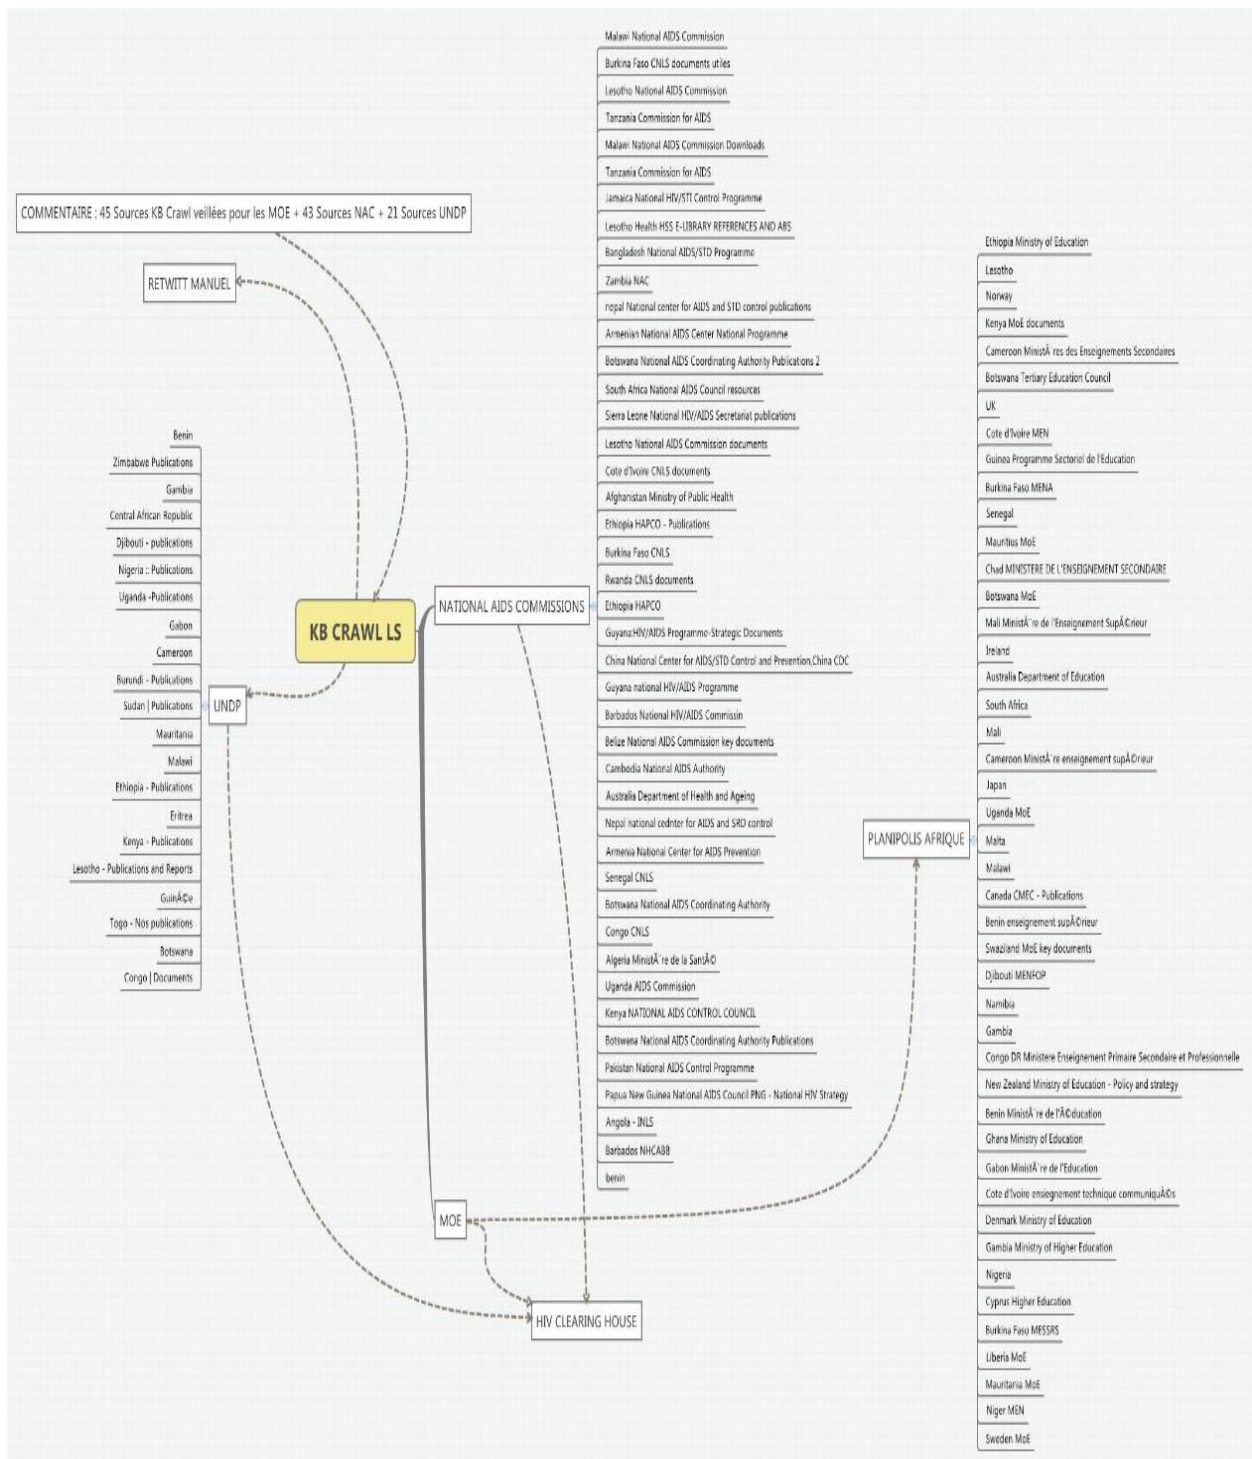 COMMENTAIRE : 45 Sources KB Crawl veillées pour les MOE + 43 Sources NAC + 21 Sources UNDP
RETWITT MANUEL
KB CRAWL LS
UNDP
Benin
Zimbabwe Publications
Gambia
Central African Republic
Djibouti - publications
Nigeria :: Publications
Uganda -Publications
Gabon
Cameroon
Burundi - Publications
Sudan | Publications
Mauritania
Malawi
Ethiopia - Publications
Eritrea
Kenya - Publications
Lesotho - Publications and Reports
GuinÃ©e
Togo - Nos publications
Botswana
Congo | Documents
NATIONAL AIDS COMMISSIONS
Malawi National AIDS Commission
Burkina Faso CNLS documents utiles
Lesotho National AIDS Commission
Tanzania Commission for AIDS
Malawi National AIDS Commission Downloads
Tanzania Commission for AIDS
Jamaica National HIV/STI Control Programme
Lesotho Health HSS E-LIBRARY REFERENCES AND ABS
Bangladesh National AIDS/STD Programme
Zambia NAC
nepal National center for AIDS and STD control publications
Armenian National AIDS Center National Programme
Botswana National AIDS Coordinating Authority Publications 2
South Africa National AIDS Council resources
Sierra Leone National HIV/AIDS Secretariat publications
Lesotho National AIDS Commission documents
Cote d'Ivoire CNLS documents
Afghanistan Ministry of Public Health
Ethiopia HAPCO - Publications
Burkina Faso CNLS
Rwanda CNLS documents
Ethiopia HAPCO
Guyana:HIV/AIDS Programme-Strategic Documents
China National Center for AIDS/STD Control and Prevention,China CDC
Guyana national HIV/AIDS Programme
Barbados National HIV/AIDS Commissin
Belize National AIDS Commission key documents
Cambodia National AIDS Authority
Australia Department of Health and Ageing
Nepal national cednter for AIDS and SRD control
Armenia National Center for AIDS Prevention
Senegal CNLS
Botswana National AIDS Coordinating Authority
Congo CNLS
Algeria MinistÃ¨re de la SantÃ©
Uganda AIDS Commission
Kenya NATIONAL AIDS CONTROL COUNCIL
Botswana National AIDS Coordinating Authority Publications
Pakistan National AIDS Control Programme
Papua New Guinea National AIDS Council PNG - National HIV Strategy
Angola - INLS
Barbados NHCABB
benin
MOE
HIV CLEARING HOUSE
PLANIPOLIS AFRIQUE
Ethiopia Ministry of Education
Lesotho
Norway
Kenya MoE documents
Cameroon MinistÃ res des Enseignements Secondaires
Botswana Tertiary Education Council
UK
Cote d'Ivoire MEN
Guinea Programme Sectoriel de l'Education
Burkina Faso MENA
Senegal
Mauritius MoE
Chad MINISTERE DE L'ENSEIGNEMENT SECONDAIRE
Botswana MoE
Mali MinistÃ¨re de l'Enseignement SupÃ©rieur
Ireland
Australia Department of Education
South Africa
Mali
Cameroon MinistÃ¨re enseignement supÃ©rieur
Japan
Uganda MoE
Malta
Malawi
Canada CMEC - Publications
Benin enseignement supÃ©rieur
Swaziland MoE key documents
Djibouti MENFOP
Namibia
Gambia
Congo DR Ministere Enseignement Primaire Secondaire et Professionnelle
New Zealand Ministry of Education - Policy and strategy
Benin MinistÃ¨re de l'Ã©ducation
Ghana Ministry of Education
Gabon MinistÃ¨re de l'Education
Cote d'Ivoire ensiegnement technique communiquÃ©s
Denmark Ministry of Education
Gambia Ministry of Higher Education
Nigeria
Cyprus Higher Education
Burkina Faso MESSRS
Liberia MoE
Mauritania MoE
Niger MEN
Sweden MoE